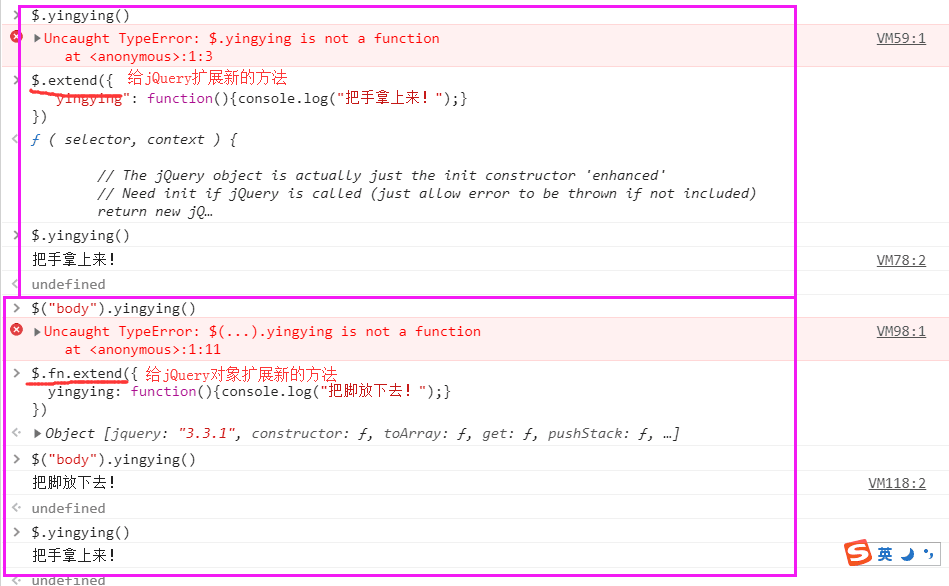 $.yingying()
Uncaught TypeError: $.yingying is not a function VM59:1
at <anonymous>:1:3
$.extend({ 给jQuery扩展新的方法
"yingying": function(){console.log("把手拿上来！");}
})
ƒ ( selector, context ) {
// The jQuery object is actually just the init constructor 'enhanced'
// Need init if jQuery is called (just allow error to be thrown if not included)
return new jQ…
$.yingying()
把手拿上来！ VM78:2
undefined
$("body").yingying()
Uncaught TypeError: $(...).yingying is not a function VM98:1
at <anonymous>:1:11
$.fn.extend({ 给jQuery对象扩展新的方法
yingying: function(){console.log("把脚放下去！");}
})
Object [jquery: "3.3.1", constructor: ƒ, toArray: ƒ, get: ƒ, pushStack: ƒ, …]
$("body").yingying()
把脚放下去！ VM118:2
undefined
$.yingying()
把手拿上来！
S 英
undefined